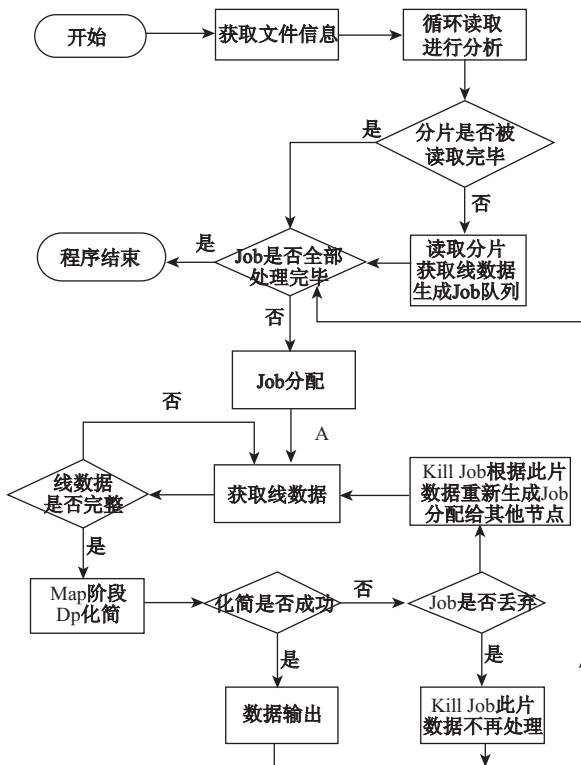 开始
获取文件信息
循环读取
进行分析
是
分片是否被
读取完毕
否
程序结束
是
Job是否全部
处理完毕
读取分片
获取线数据
生成Job队列
否
Job分配
否
A
线数据
是否完整
获取线数据
Kill Job根据此片
数据重新生成Job
分配给其他节点
是
Map阶段
Dp化简
化简是否成功
否
Job是否丢弃
是
是
数据输出
Kill Job此片
数据不再处理